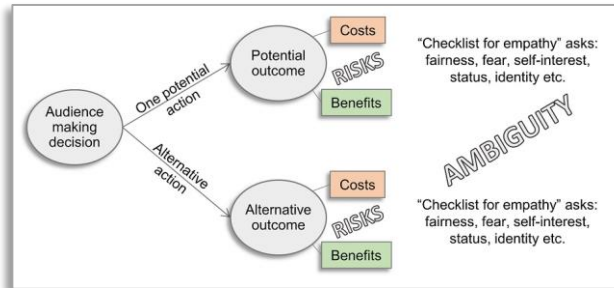 Audience
making
decision
One potential
action
Alternative
action
Potential
outcome
Costs
RISKS
Benefits
"Checklist for empathy" asks:
fairness, fear, self-interest,
status, identity etc.
AMBIGUITY
Alternative
outcome
Costs
RISKS
Benefits
"Checklist for empathy" asks:
fairness, fear, self-interest,
status, identity etc.